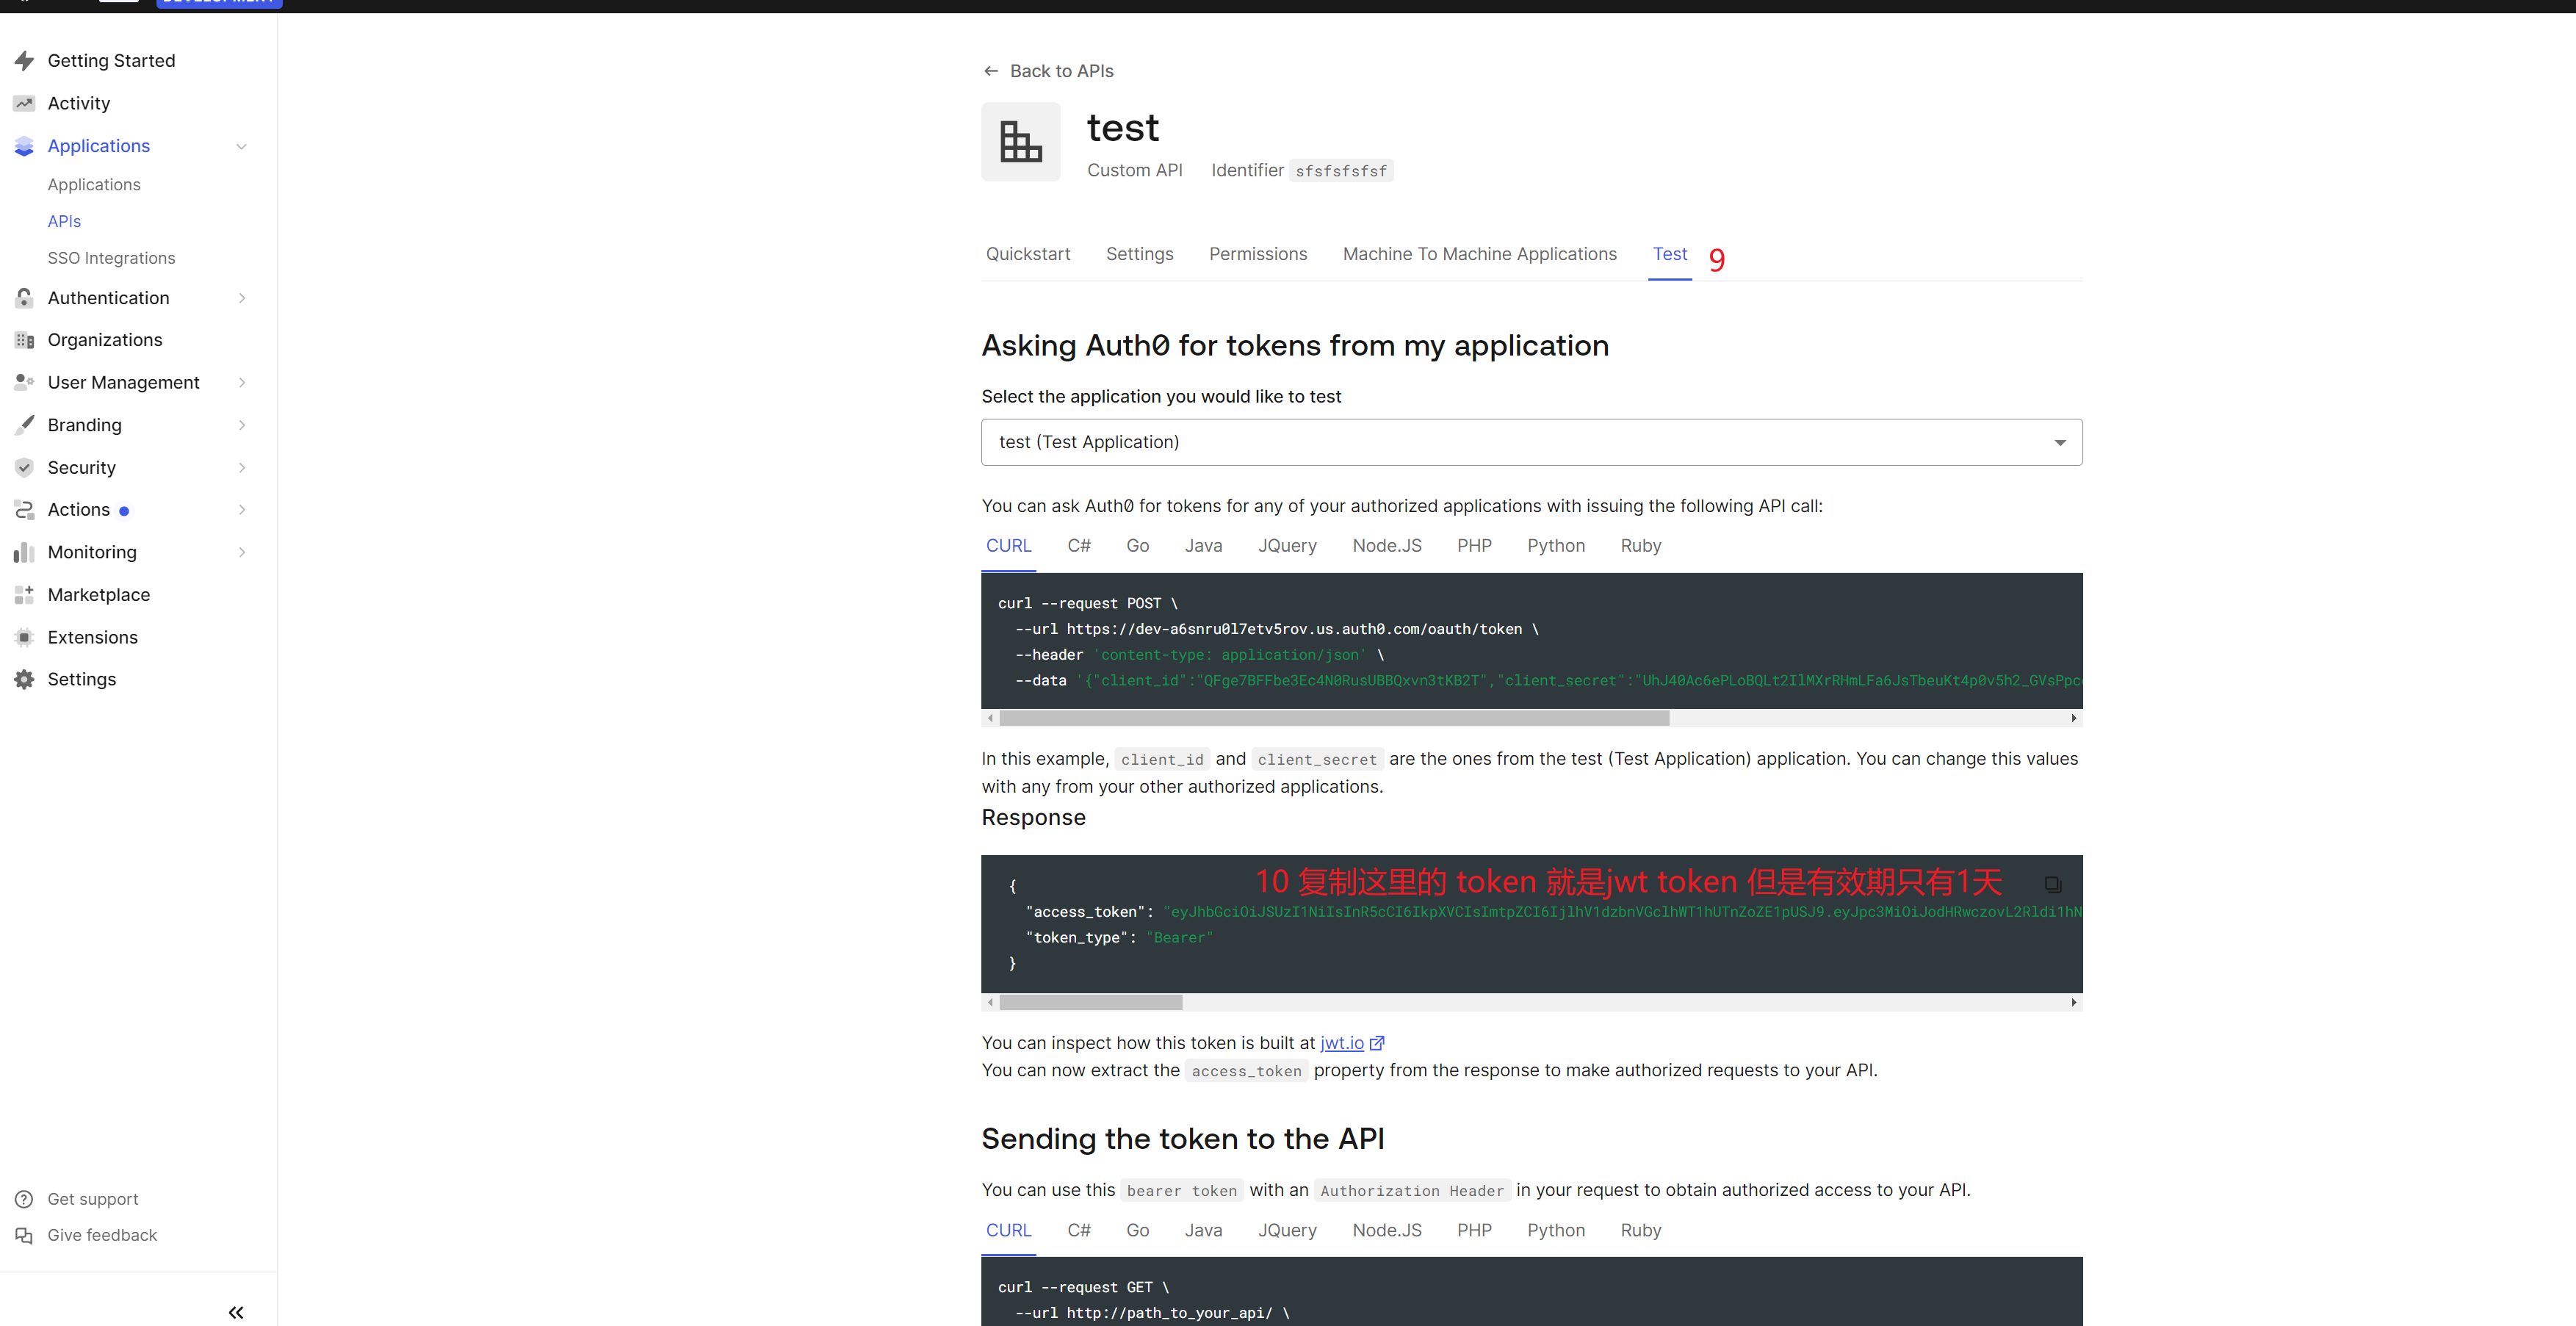 Getting Started
Activity
Applications
Applications
APIs
SSO Integrations
Authentication
Organizations
User Management
Branding
Security
Actions
Monitoring
Marketplace
Extensions
Settings
Get support
Give feedback
Back to APIs
test
Custom API Identifier sfsfsfsfsf
Quickstart Settings Permissions Machine To Machine Applications Test 9
Asking Auth0 for tokens from my application
Select the application you would like to test
test (Test Application)
You can ask Auth0 for tokens for any of your authorized applications with issuing the following API call:
CURL C# Go Java JQuery Node.JS PHP Python Ruby
curl --request POST \
--url https://dev-a6snru0l7etv5rov.us.auth0.com/oauth/token \
--header 'content-type: application/json' \
--data '{"client_id":"QFge7BFFbe3Ec4N0RusUBBQxvn3tKB2T","client_secret":"UhJ40Ac6ePLoBQLt2IlMXrRHmLFa6JsTbeuKt4p0v5h2_GVsPpc
In this example, client_id and client_secret are the ones from the test (Test Application) application. You can change this values
with any from your other authorized applications.
Response
10 复制这里的 token 就是jwt token 但是有效期只有1天
{
"access_token": "eyJhbGciOiJSUzI1NiIsInR5cCI6IkpXVCIsImtpZCI6IjlhV1dzbnVGclhWT1hUTnZoZE1pUSJ9.eyJpc3MiOiJodHRwczovL2Rldi1hN
"token_type": "Bearer"
}
You can inspect how this token is built at jwt.io
You can now extract the access_token property from the response to make authorized requests to your API.
Sending the token to the API
You can use this bearer token with an Authorization Header in your request to obtain authorized access to your API.
CURL C# Go Java JQuery Node.JS PHP Python Ruby
curl --request GET \
--url http://path_to_your_api/ \